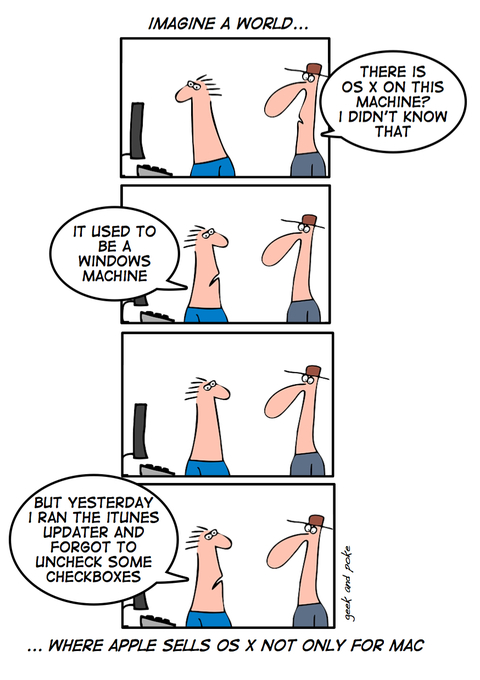 IMAGINE A WORLD...
THERE IS
OS X ON THIS
MACHINE?
I DIDN'T KNOW
THAT
IT USED TO
BE A
WINDOWS
MACHINE
BUT YESTERDAY
I RAN THE ITUNES
UPDATER AND
FORGOT TO
UNCHECK SOME
CHECKBOXES
geek and poke
... WHERE APPLE SELLS OS X NOT ONLY FOR MAC